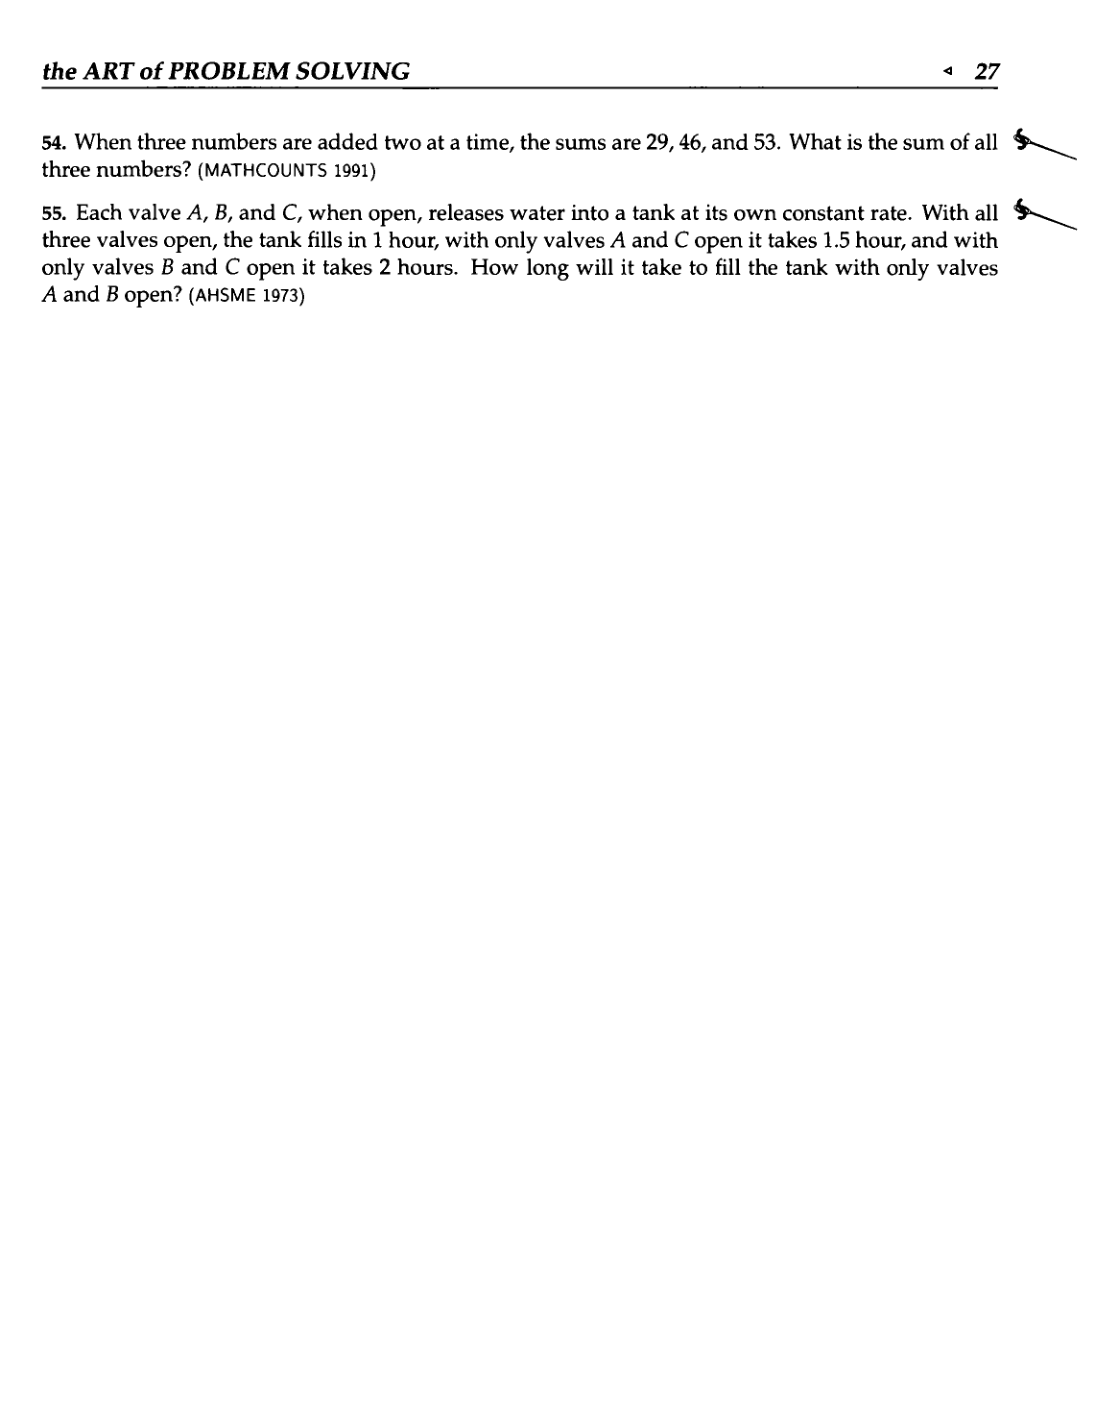 the ART of PROBLEM SOLVING ◃ 27
54. When three numbers are added two at a time, the sums are 29, 46, and 53. What is the sum of all
three numbers? (MATHCOUNTS 1991)
55. Each valve A, B, and C, when open, releases water into a tank at its own constant rate. With all
three valves open, the tank fills in 1 hour, with only valves A and C open it takes 1.5 hour, and with
only valves B and C open it takes 2 hours. How long will it take to fill the tank with only valves
A and B open? (AHSME 1973)